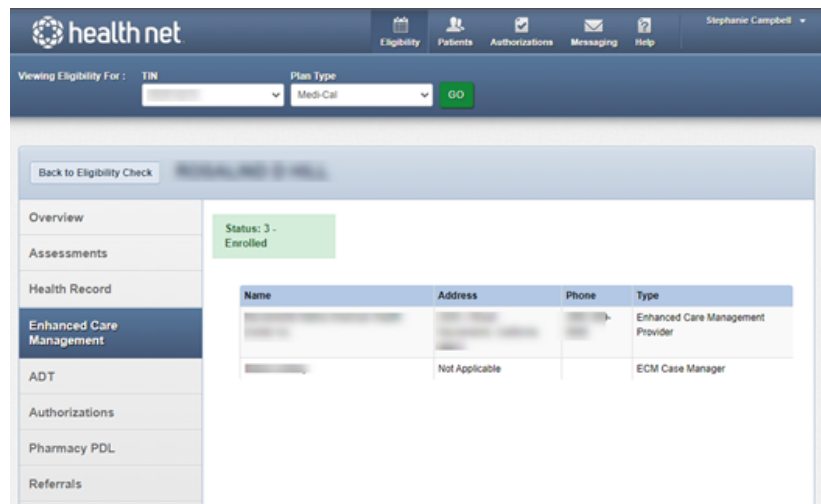 health net
Eligibility Patients Authorizations Messaging Help
Stephanie Campbell
Viewing Eligibility For : TIN Plan Type
Medi-Cal GO
Back to Eligibility Check
Overview
Assessments
Health Record
Enhanced Care
Management
ADT
Authorizations
Pharmacy PDL
Referrals
Status: 3 -
Enrolled
Name Address Phone Type
Enhanced Care Management
Provider
Not Applicable ECM Case Manager